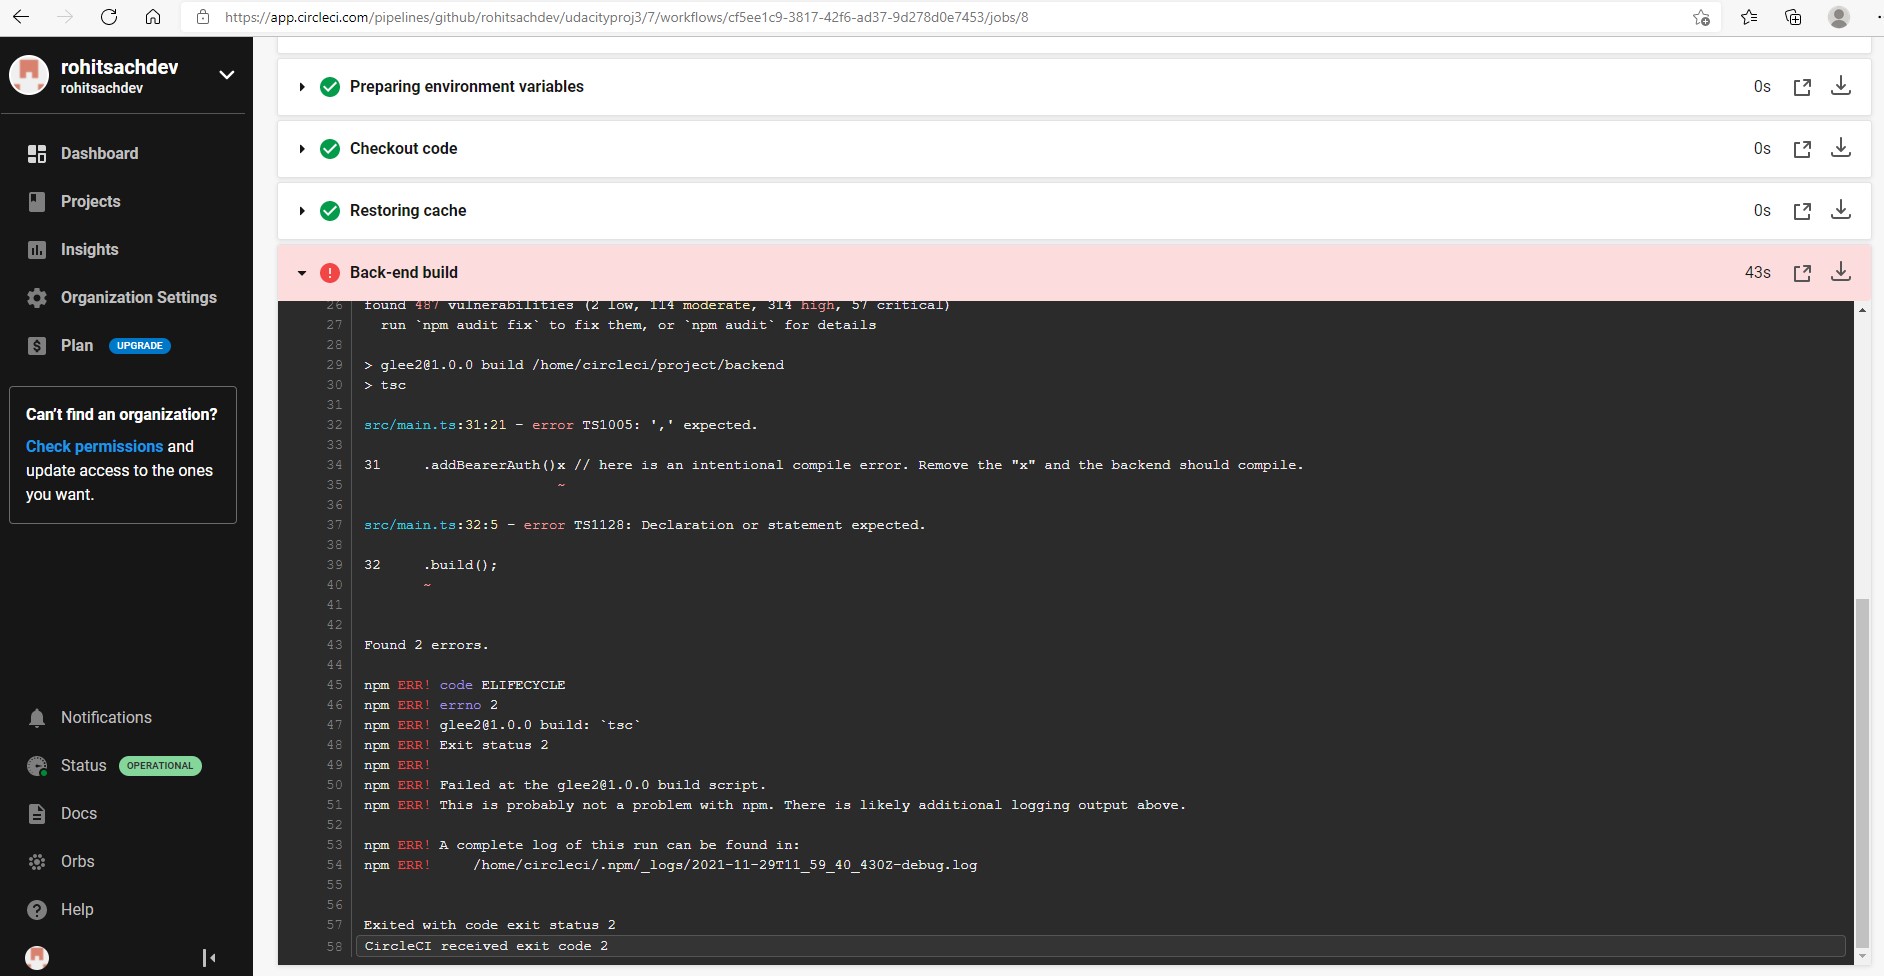 https://app.circleci.com/pipelines/github/rohitsachdev/udacityproj3/7/workflows/cf5ee1c9-3817-42f6-ad37-9d278d0e7453/jobs/8
rohitsachdev
rohitsachdev
Dashboard
Projects
Insights
Organization Settings
Plan UPGRADE
Can't find an organization?
Check permissions and
update access to the ones
you want.
Notifications
Status OPERATIONAL
Docs
Orbs
Help
Preparing environment variables 0s
Checkout code 0s
Restoring cache 0s
Back-end build 43s
26 found 487 vulnerabilities (2 low, 114 moderate, 314 high, 57 critical)
27 run `npm audit fix` to fix them, or `npm audit` for details
28
29 > glee2@1.0.0 build /home/circleci/project/backend
30 > tsc
31
32 src/main.ts:31:21 - error TS1005: ',' expected.
33
34 31 .addBearerAuth()x // here is an intentional compile error. Remove the "x" and the backend should compile.
35 ~
36
37 src/main.ts:32:5 - error TS1128: Declaration or statement expected.
38
39 32 .build();
40 ~
41
42
43 Found 2 errors.
44
45 npm ERR! code ELIFECYCLE
46 npm ERR! errno 2
47 npm ERR! glee2@1.0.0 build: `tsc`
48 npm ERR! Exit status 2
49 npm ERR!
50 npm ERR! Failed at the glee2@1.0.0 build script.
51 npm ERR! This is probably not a problem with npm. There is likely additional logging output above.
52
53 npm ERR! A complete log of this run can be found in:
54 npm ERR! /home/circleci/.npm/_logs/2021-11-29T11_59_40_430Z-debug.log
55
56
57 Exited with code exit status 2
58 CircleCI received exit code 2